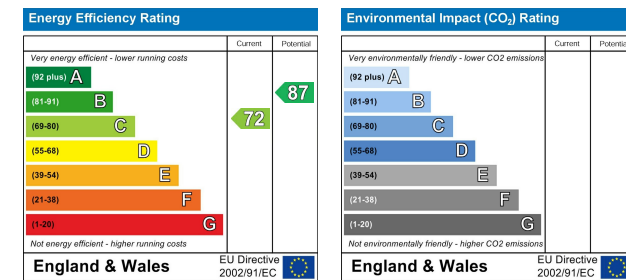 Energy Efficiency Rating
Current Potential
Very energy efficient - lower running costs
(92 plus) A
(81-91) B
87
(69-80) C
72
(55-68) D
(39-54) E
(21-38) F
(1-20) G
Not energy efficient - higher running costs
England & Wales
EU Directive
2002/91/EC
Environmental Impact (CO₂) Rating
Current Potential
Very environmentally friendly - lower CO2 emissions
(92 plus) A
(81-91) B
(69-80) C
(55-68) D
(39-54) E
(21-38) F
(1-20) G
Not environmentally friendly - higher CO2 emissions
England & Wales
EU Directive
2002/91/EC